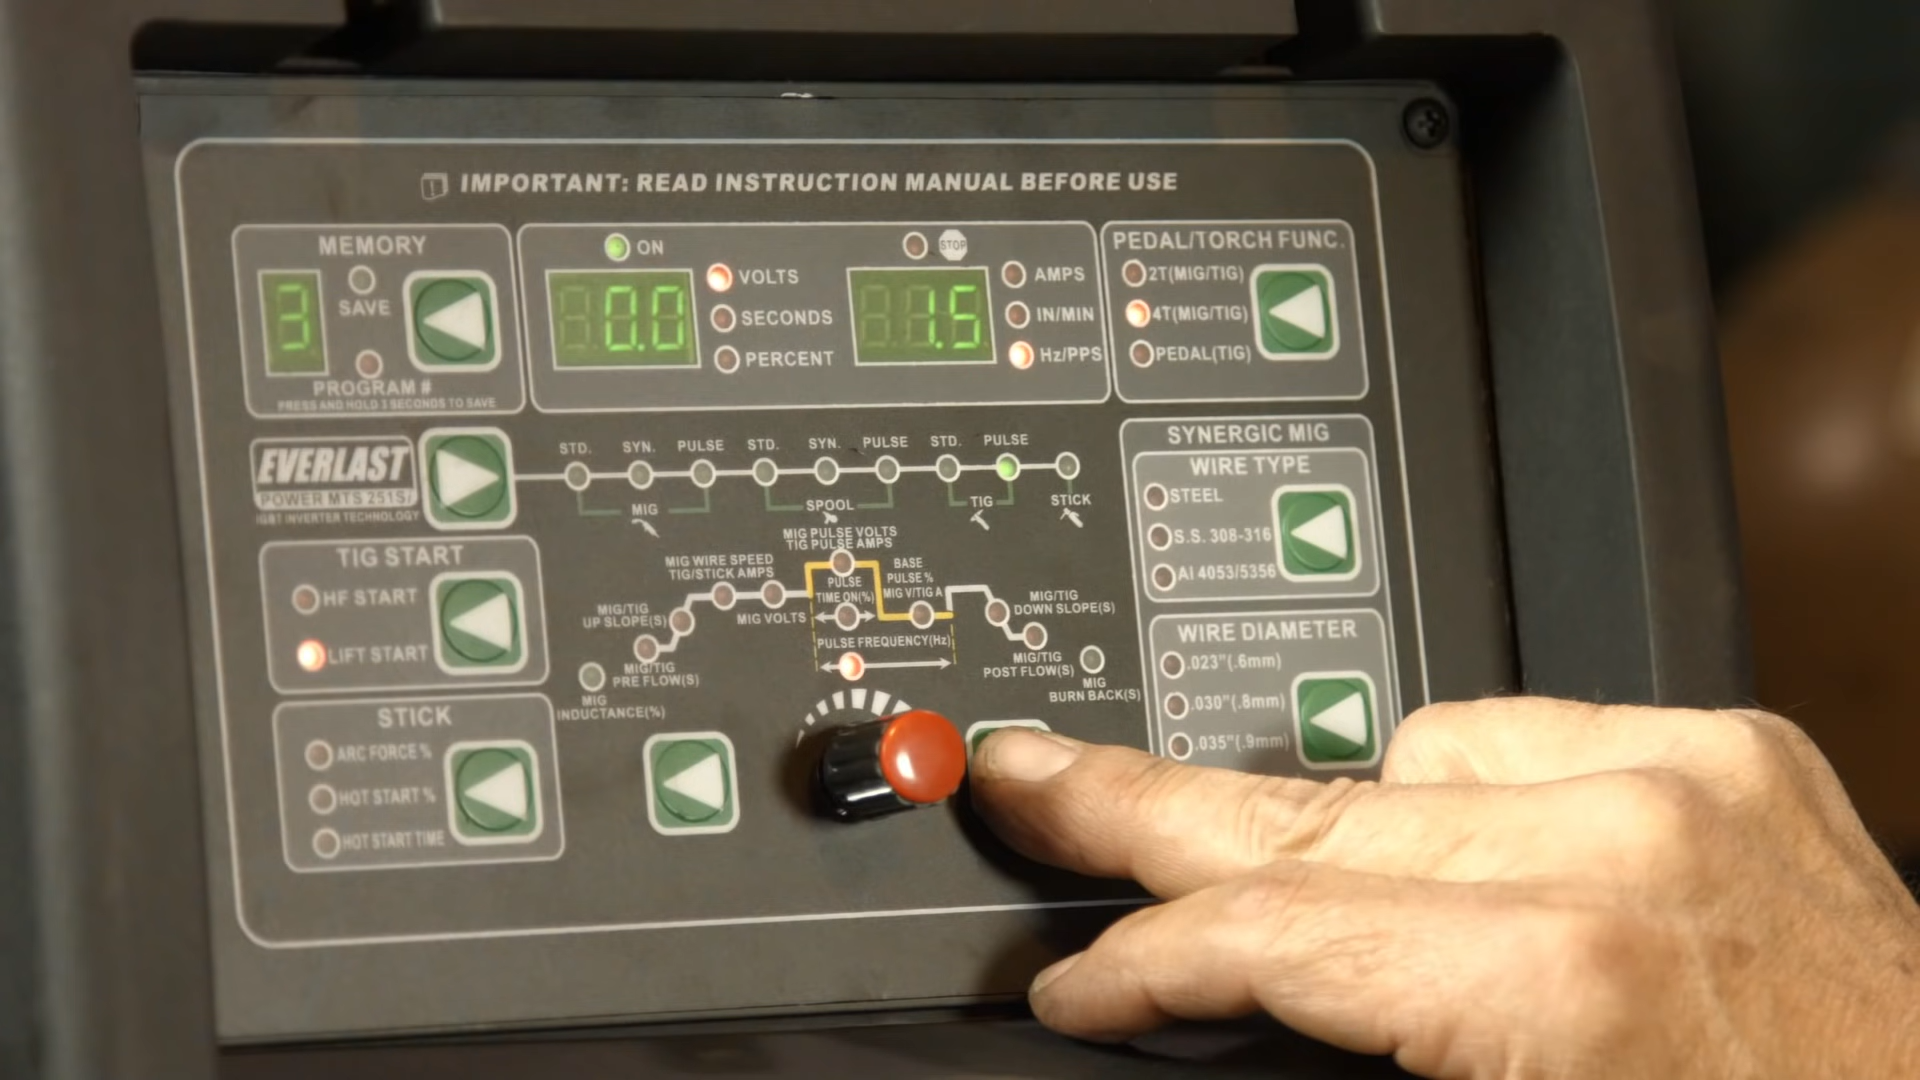 IMPORTANT: READ INSTRUCTION MANUAL BEFORE USE
MEMORY
3
SAVE
PROGRAM #
PRESS AND HOLD 3 SECONDS TO SAVE
ON
0.0
VOLTS
SECONDS
PERCENT
STOP
1.5
AMPS
IN/MIN
Hz/PPS
PEDAL/TORCH FUNC.
2T(MIG/TIG)
4T(MIG/TIG)
PEDAL(TIG)
EVERLAST
POWER MTS 251Si
IGBT INVERTER TECHNOLOGY
STD. SYN. PULSE STD. SYN. PULSE STD. PULSE
MIG SPOOL TIG STICK
TIG START
HF START
LIFT START
STICK
ARC FORCE %
HOT START %
HOT START TIME
MIG PULSE VOLTS
TIG PULSE AMPS
MIG WIRE SPEED
TIG/STICK AMPS
MIG/TIG
UP SLOPE(S)
MIG VOLTS
PULSE
TIME ON(%)
BASE
PULSE %
MIG V/TIG A
PULSE FREQUENCY(Hz)
MIG/TIG
DOWN SLOPE(S)
MIG/TIG
PRE FLOW(S)
MIG
INDUCTANCE(%)
MIG/TIG
POST FLOW(S)
MIG
BURN BACK(S)
SYNERGIC MIG
WIRE TYPE
STEEL
S.S. 308-316
Al 4053/5356
WIRE DIAMETER
.023"(.6mm)
.030"(.8mm)
.035"(.9mm)